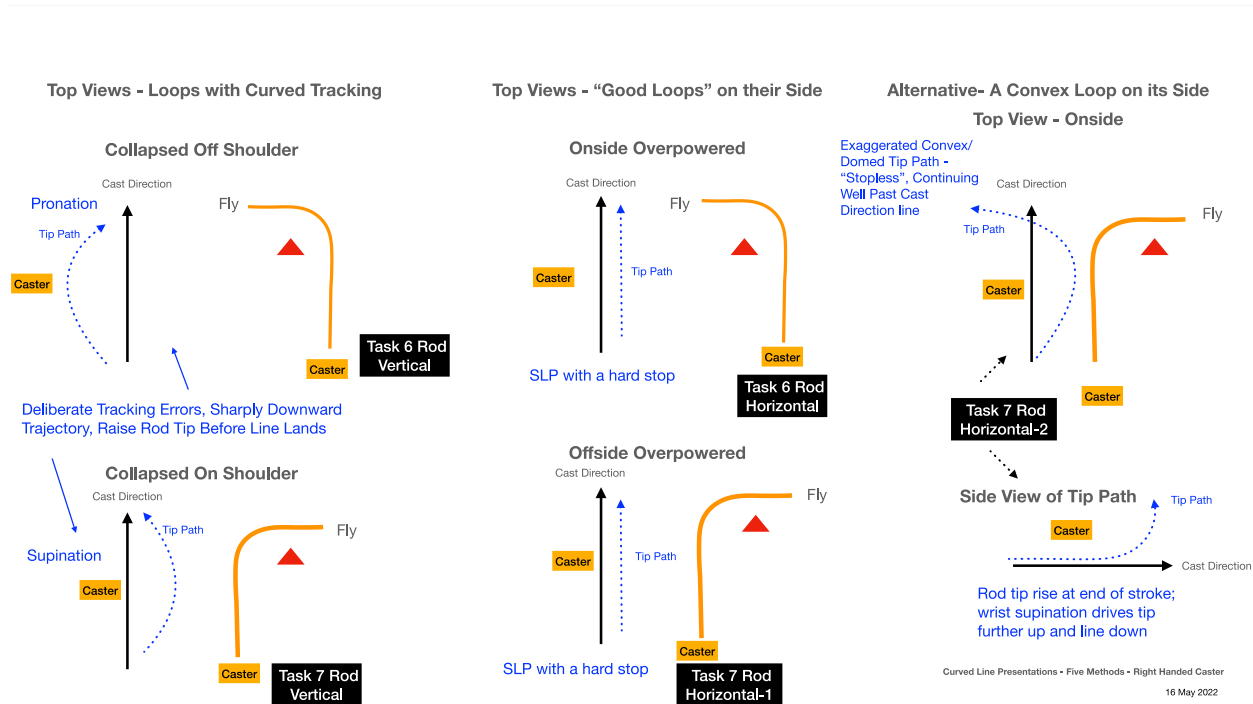 Top Views - Loops with Curved Tracking
Collapsed Off Shoulder
Cast Direction
Pronation
Tip Path
Caster
Fly
Caster
Task 6 Rod
Vertical
Deliberate Tracking Errors, Sharply Downward
Trajectory, Raise Rod Tip Before Line Lands
Collapsed On Shoulder
Cast Direction
Tip Path
Supination
Caster
Fly
Caster
Task 7 Rod
Vertical
Top Views - “Good Loops” on their Side
Onside Overpowered
Cast Direction
Fly
Caster
Tip Path
Caster
SLP with a hard stop
Task 6 Rod
Horizontal
Offside Overpowered
Cast Direction
Fly
Caster
Tip Path
Caster
SLP with a hard stop
Task 7 Rod
Horizontal-1
Alternative- A Convex Loop on its Side
Top View - Onside
Exaggerated Convex/
Domed Tip Path -
“Stopless”, Continuing
Well Past Cast
Direction line
Cast Direction
Tip Path
Fly
Caster
Caster
Task 7 Rod
Horizontal-2
Side View of Tip Path
Tip Path
Caster
Cast Direction
Rod tip rise at end of stroke;
wrist supination drives tip
further up and line down
Curved Line Presentations - Five Methods - Right Handed Caster
16 May 2022